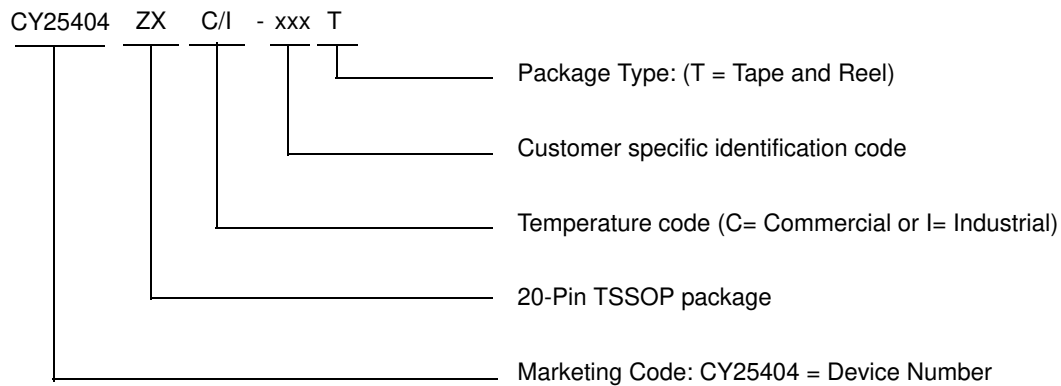 CY25404 ZX C/I - xxx T
Package Type: (T = Tape and Reel)
Customer specific identification code
Temperature code (C= Commercial or I= Industrial)
20-Pin TSSOP package
Marketing Code: CY25404 = Device Number